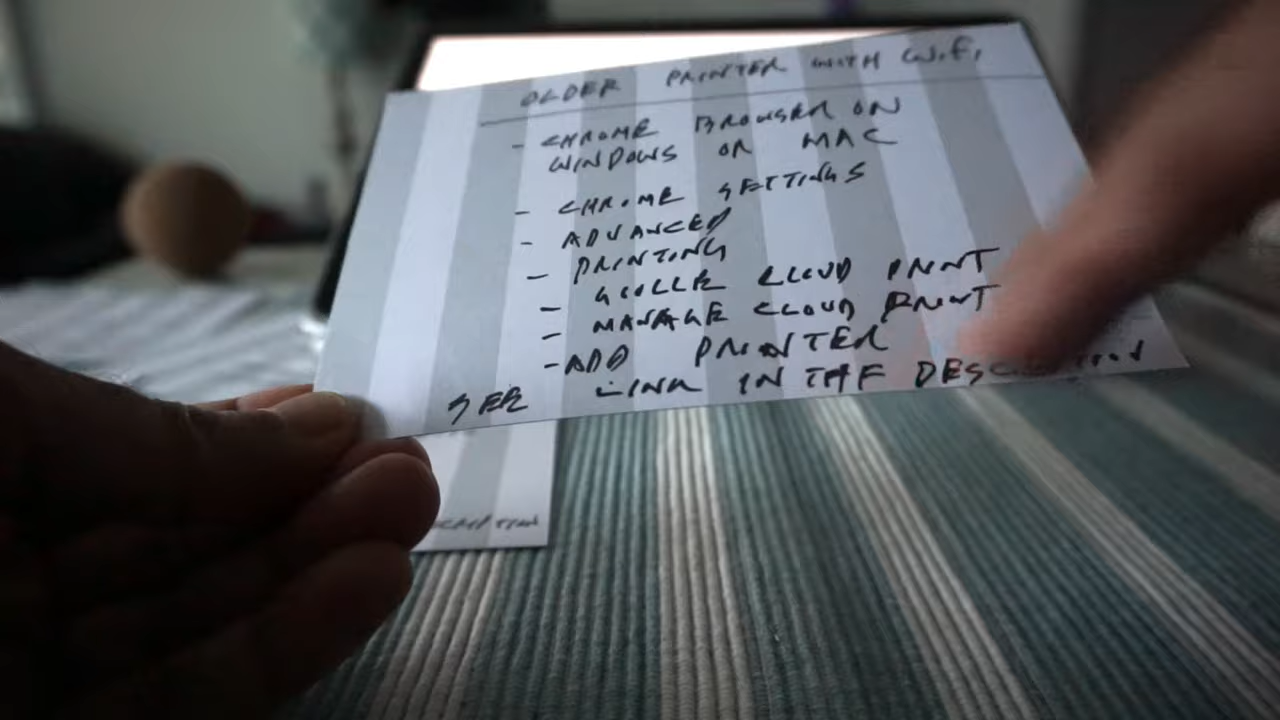 OLDER PRINTER WITH WiFi
- CHROME BROWSER ON
WINDOWS OR MAC
- CHROME SETTINGS
- ADVANCED
- PRINTING
- GOOGLE CLOUD PRINT
- MANAGE CLOUD PRINT
- ADD PRINTER
SEE LINK IN THE DESCRIPTION